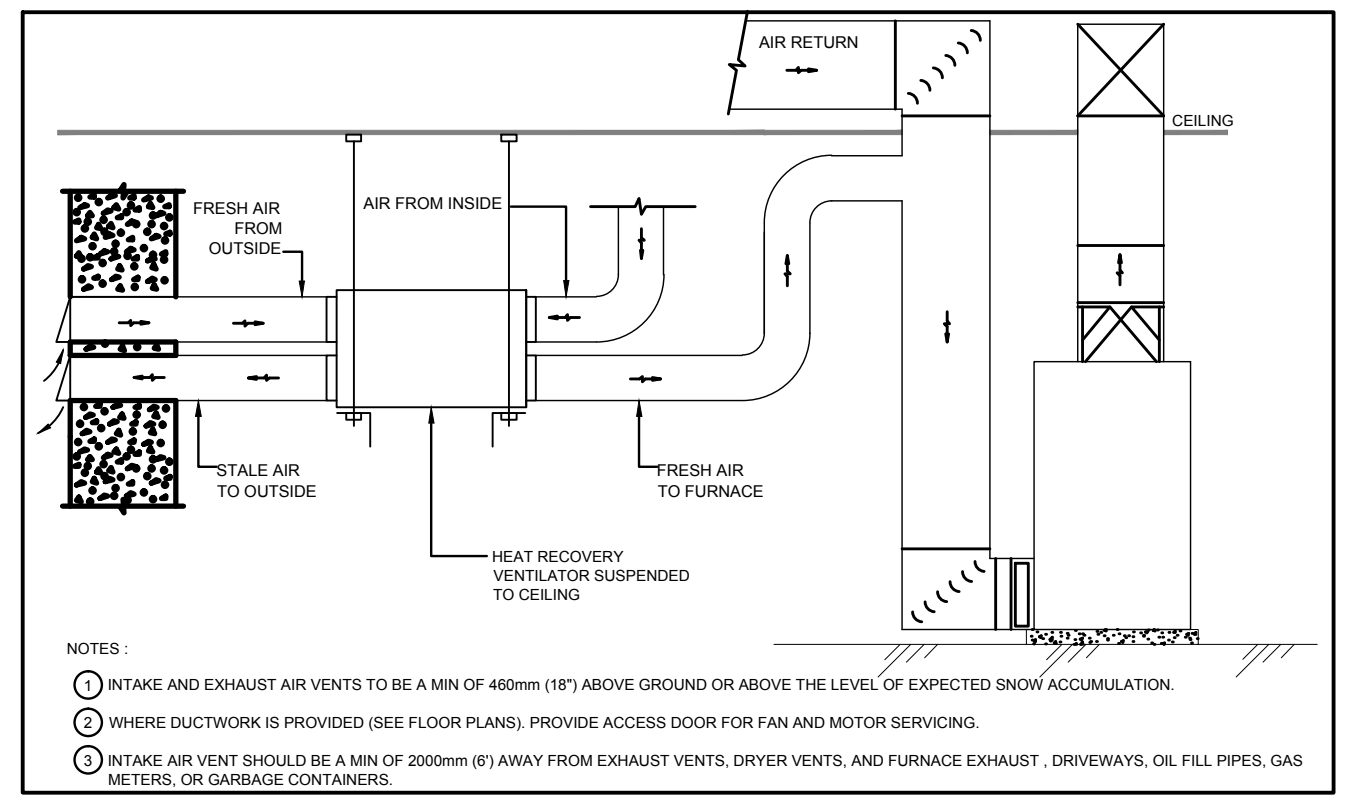 AIR RETURN
CEILING
FRESH AIR
FROM
OUTSIDE
AIR FROM INSIDE
STALE AIR
TO OUTSIDE
FRESH AIR
TO FURNACE
HEAT RECOVERY
VENTILATOR SUSPENDED
TO CEILING
NOTES :
1 INTAKE AND EXHAUST AIR VENTS TO BE A MIN OF 460mm (18") ABOVE GROUND OR ABOVE THE LEVEL OF EXPECTED SNOW ACCUMULATION.
2 WHERE DUCTWORK IS PROVIDED (SEE FLOOR PLANS). PROVIDE ACCESS DOOR FOR FAN AND MOTOR SERVICING.
3 INTAKE AIR VENT SHOULD BE A MIN OF 2000mm (6') AWAY FROM EXHAUST VENTS, DRYER VENTS, AND FURNACE EXHAUST , DRIVEWAYS, OIL FILL PIPES, GAS
METERS, OR GARBAGE CONTAINERS.